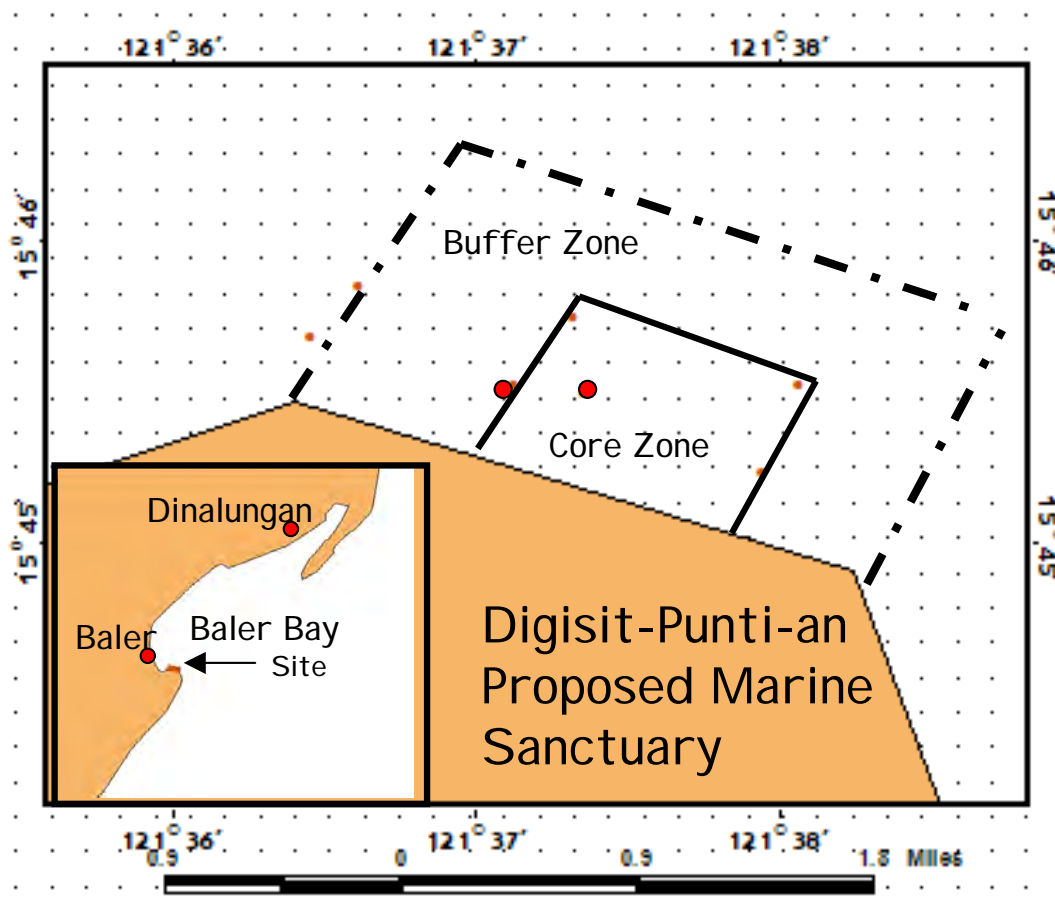 121° 36′ 121° 37′ 121° 38′
15° 46′
15° 46′
Buffer Zone
Core Zone
15° 45′
15° 45′
Dinalungan
Baler
Baler Bay
Site
Digisit-Punti-an
Proposed Marine
Sanctuary
121° 36′ 121° 37′ 121° 38′
0.9 0 0.9 1.8 Miles